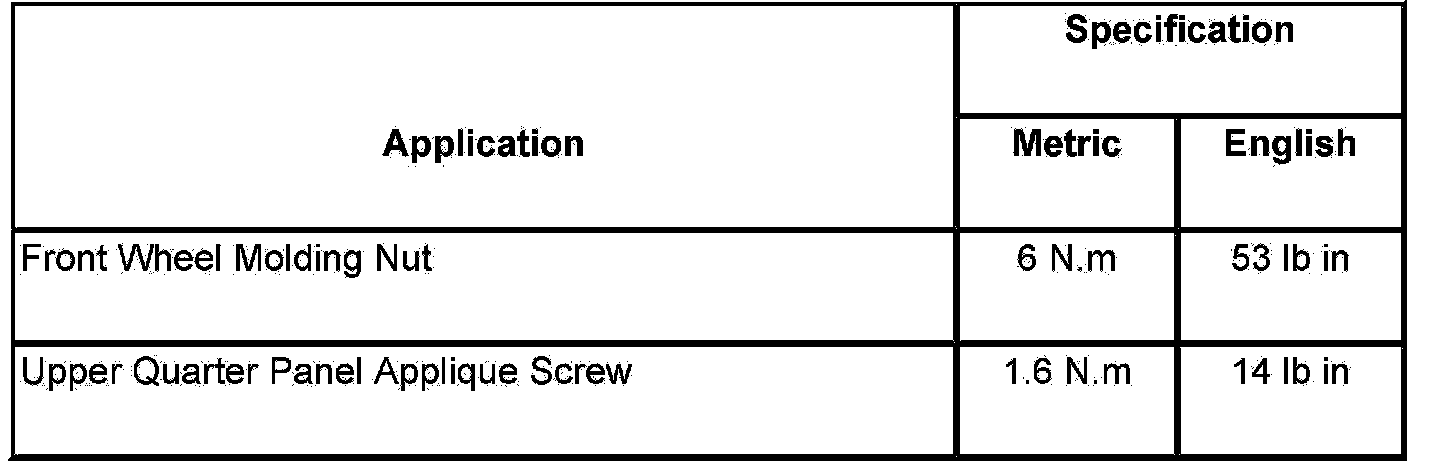 Specification
Application Metric English
Front Wheel Molding Nut 6 N.m 53 lb in
Upper Quarter Panel Applique Screw 1.6 N.m 14 lb in